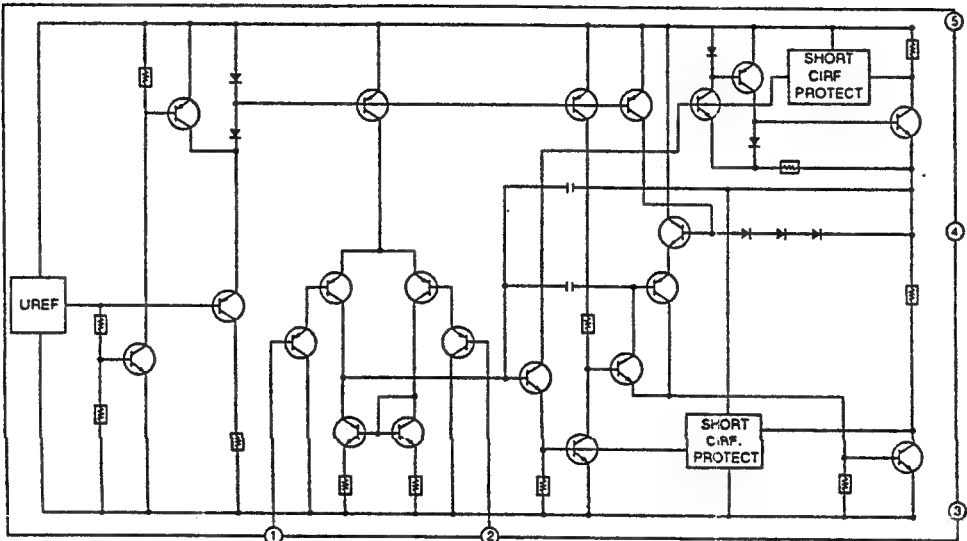 5
SHORT
CIRF
PROTECT
4
UREF
SHORT
CIRF.
PROTECT
3
1
2